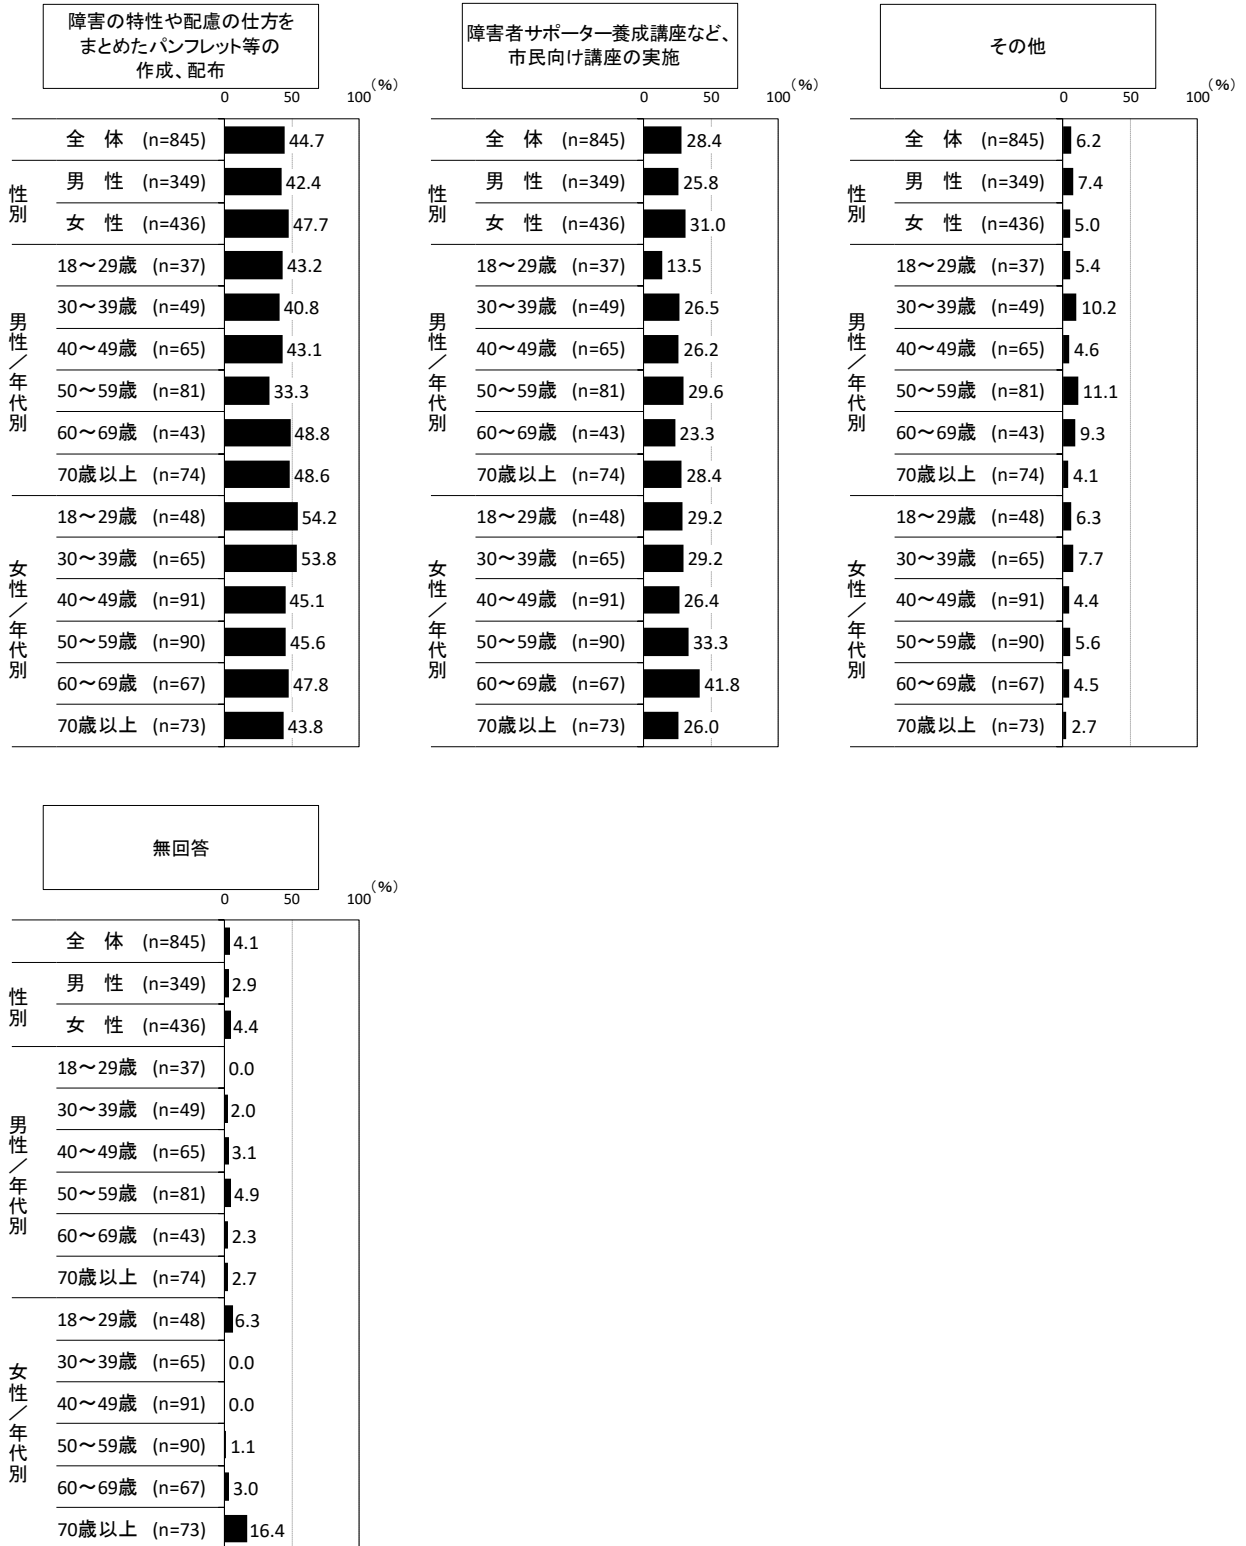 障害の特性や配慮の仕方を
まとめたパンフレット等の
作成、配布
0 50 100 (%)
全 体 (n=845) 44.7
性別
男 性 (n=349) 42.4
女 性 (n=436) 47.7
男性/年代別
18～29歳 (n=37) 43.2
30～39歳 (n=49) 40.8
40～49歳 (n=65) 43.1
50～59歳 (n=81) 33.3
60～69歳 (n=43) 48.8
70歳以上 (n=74) 48.6
女性/年代別
18～29歳 (n=48) 54.2
30～39歳 (n=65) 53.8
40～49歳 (n=91) 45.1
50～59歳 (n=90) 45.6
60～69歳 (n=67) 47.8
70歳以上 (n=73) 43.8
障害者サポーター養成講座など、
市民向け講座の実施
0 50 100 (%)
全 体 (n=845) 28.4
性別
男 性 (n=349) 25.8
女 性 (n=436) 31.0
男性/年代別
18～29歳 (n=37) 13.5
30～39歳 (n=49) 26.5
40～49歳 (n=65) 26.2
50～59歳 (n=81) 29.6
60～69歳 (n=43) 23.3
70歳以上 (n=74) 28.4
女性/年代別
18～29歳 (n=48) 29.2
30～39歳 (n=65) 29.2
40～49歳 (n=91) 26.4
50～59歳 (n=90) 33.3
60～69歳 (n=67) 41.8
70歳以上 (n=73) 26.0
その他
0 50 100 (%)
全 体 (n=845) 6.2
性別
男 性 (n=349) 7.4
女 性 (n=436) 5.0
男性/年代別
18～29歳 (n=37) 5.4
30～39歳 (n=49) 10.2
40～49歳 (n=65) 4.6
50～59歳 (n=81) 11.1
60～69歳 (n=43) 9.3
70歳以上 (n=74) 4.1
女性/年代別
18～29歳 (n=48) 6.3
30～39歳 (n=65) 7.7
40～49歳 (n=91) 4.4
50～59歳 (n=90) 5.6
60～69歳 (n=67) 4.5
70歳以上 (n=73) 2.7
無回答
0 50 100 (%)
全 体 (n=845) 4.1
性別
男 性 (n=349) 2.9
女 性 (n=436) 4.4
男性/年代別
18～29歳 (n=37) 0.0
30～39歳 (n=49) 2.0
40～49歳 (n=65) 3.1
50～59歳 (n=81) 4.9
60～69歳 (n=43) 2.3
70歳以上 (n=74) 2.7
女性/年代別
18～29歳 (n=48) 6.3
30～39歳 (n=65) 0.0
40～49歳 (n=91) 0.0
50～59歳 (n=90) 1.1
60～69歳 (n=67) 3.0
70歳以上 (n=73) 16.4